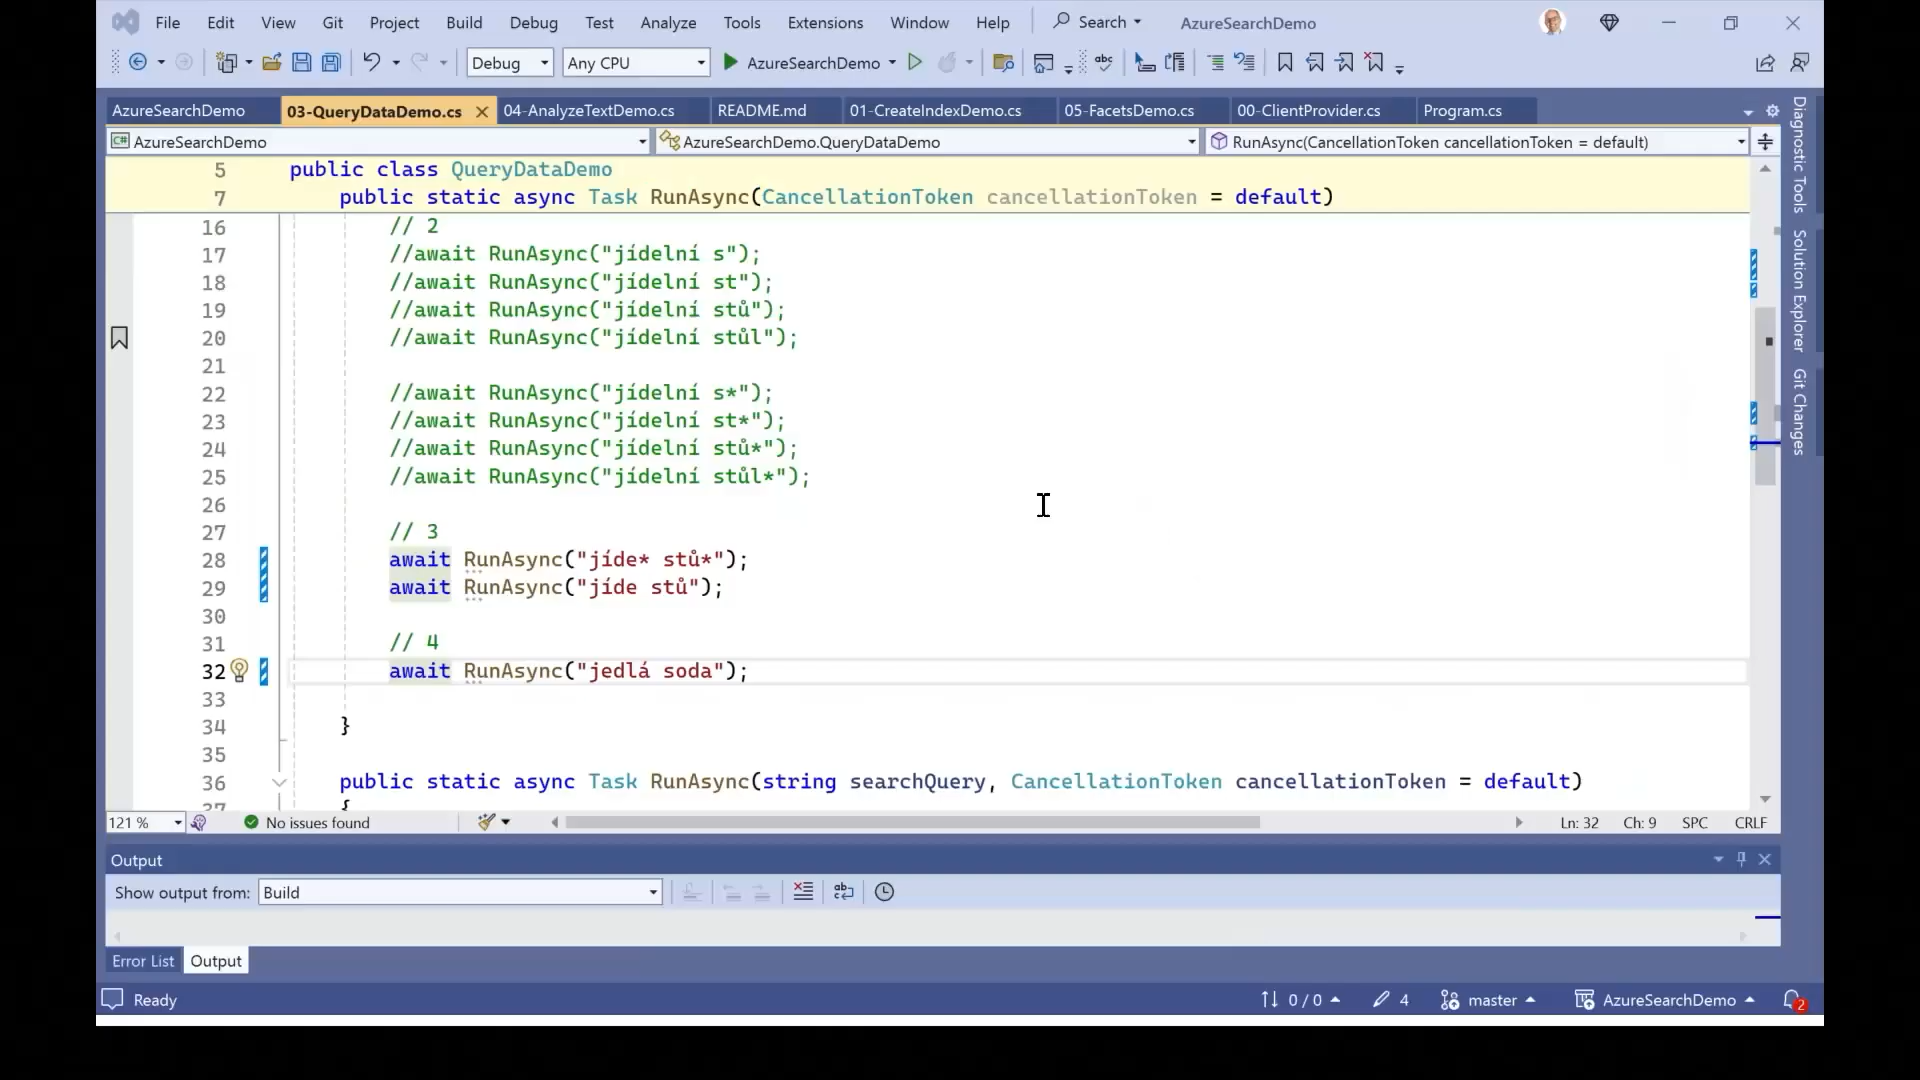 File Edit View Git Project Build Debug Test Analyze Tools Extensions Window Help Search AzureSearchDemo
Debug Any CPU AzureSearchDemo
AzureSearchDemo 03-QueryDataDemo.cs 04-AnalyzeTextDemo.cs README.md 01-CreateIndexDemo.cs 05-FacetsDemo.cs 00-ClientProvider.cs Program.cs
AzureSearchDemo AzureSearchDemo.QueryDataDemo RunAsync(CancellationToken cancellationToken = default)
5 public class QueryDataDemo
7 public static async Task RunAsync(CancellationToken cancellationToken = default)
16 // 2
17 //await RunAsync("jídelní s");
18 //await RunAsync("jídelní st");
19 //await RunAsync("jídelní stů");
20 //await RunAsync("jídelní stůl");
21
22 //await RunAsync("jídelní s*");
23 //await RunAsync("jídelní st*");
24 //await RunAsync("jídelní stů*");
25 //await RunAsync("jídelní stůl*");
26
27 // 3
28 await RunAsync("jíde* stů*");
29 await RunAsync("jíde stů");
30
31 // 4
32 await RunAsync("jedlá soda");
33
34 }
35
36 public static async Task RunAsync(string searchQuery, CancellationToken cancellationToken = default)
37 {
121 % No issues found Ln: 32 Ch: 9 SPC CRLF
Output
Show output from: Build
Error List Output
Ready 0 / 0 4 master AzureSearchDemo 2
Diagnostic Tools
Solution Explorer
Git Changes